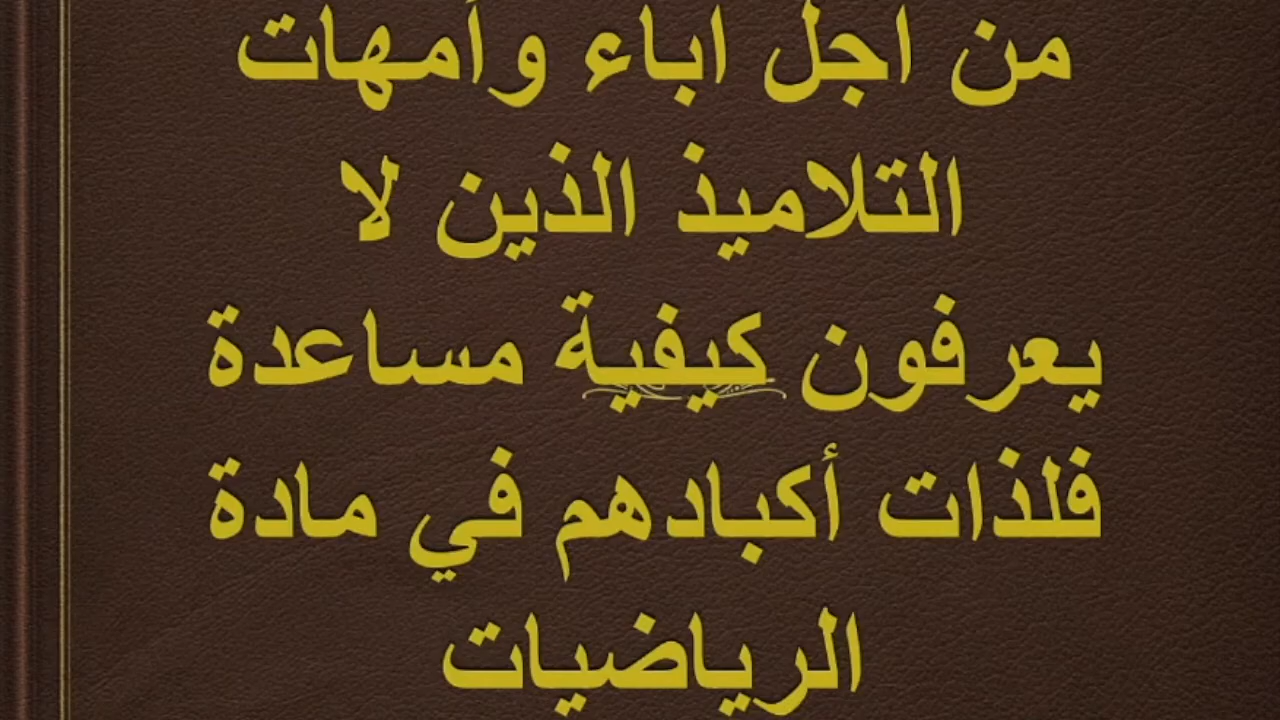 من اجل اباء وأمهات
التلاميذ الذين لا
يعرفون كيفية مساعدة
فلذات أكبادهم في مادة
الرياضيات